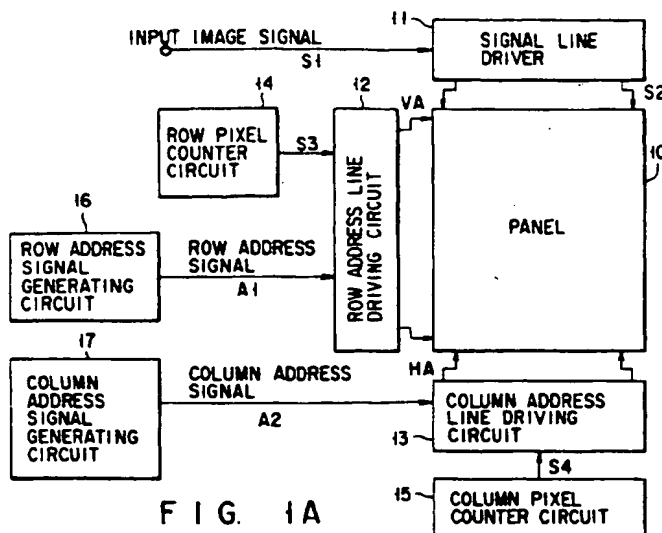 11
INPUT IMAGE SIGNAL
S1
SIGNAL LINE
DRIVER
S2
14
ROW PIXEL
COUNTER
CIRCUIT
S3
12
ROW ADDRESS LINE
DRIVING CIRCUIT
VA
10
PANEL
16
ROW ADDRESS
SIGNAL
GENERATING
CIRCUIT
ROW ADDRESS
SIGNAL
A1
17
COLUMN
ADDRESS
SIGNAL
GENERATING
CIRCUIT
COLUMN ADDRESS
SIGNAL
A2
HA
COLUMN ADDRESS
LINE DRIVING
CIRCUIT
13
S4
15
COLUMN PIXEL
COUNTER CIRCUIT
FIG. 1A